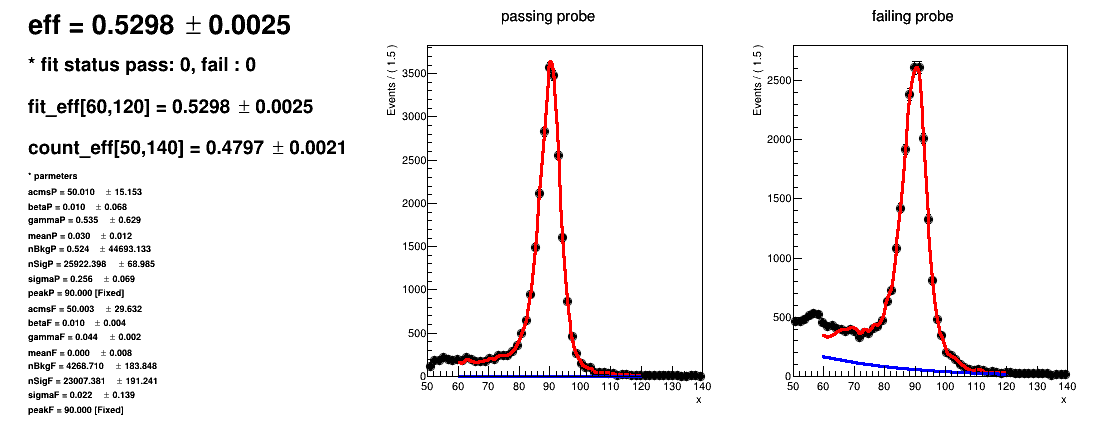 eff = 0.5298 ± 0.0025
* fit status pass: 0, fail : 0
fit_eff[60,120] = 0.5298 ± 0.0025
count_eff[50,140] = 0.4797 ± 0.0021
* parmeters
acmsP = 50.010 ± 15.153
betaP = 0.010 ± 0.068
gammaP = 0.535 ± 0.629
meanP = 0.030 ± 0.012
nBkgP = 0.524 ± 44693.133
nSigP = 25922.398 ± 68.985
sigmaP = 0.256 ± 0.069
peakP = 90.000 [Fixed]
acmsF = 50.003 ± 29.632
betaF = 0.010 ± 0.004
gammaF = 0.044 ± 0.002
meanF = 0.000 ± 0.008
nBkgF = 4268.710 ± 183.848
nSigF = 23007.381 ± 191.241
sigmaF = 0.022 ± 0.139
peakF = 90.000 [Fixed]
passing probe
Events / ( 1.5 )
3500
3000
2500
2000
1500
1000
500
0
50 60 70 80 90 100 110 120 130 140
x
failing probe
Events / ( 1.5 )
2500
2000
1500
1000
500
0
50 60 70 80 90 100 110 120 130 140
x